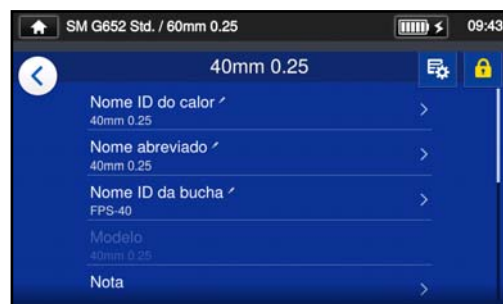 SM G652 Std. / 60mm 0.25 09:43
40mm 0.25
Nome ID do calor
40mm 0.25
Nome abreviado
40mm 0.25
Nome ID da bucha
FPS-40
Modelo
40mm 0.25
Nota